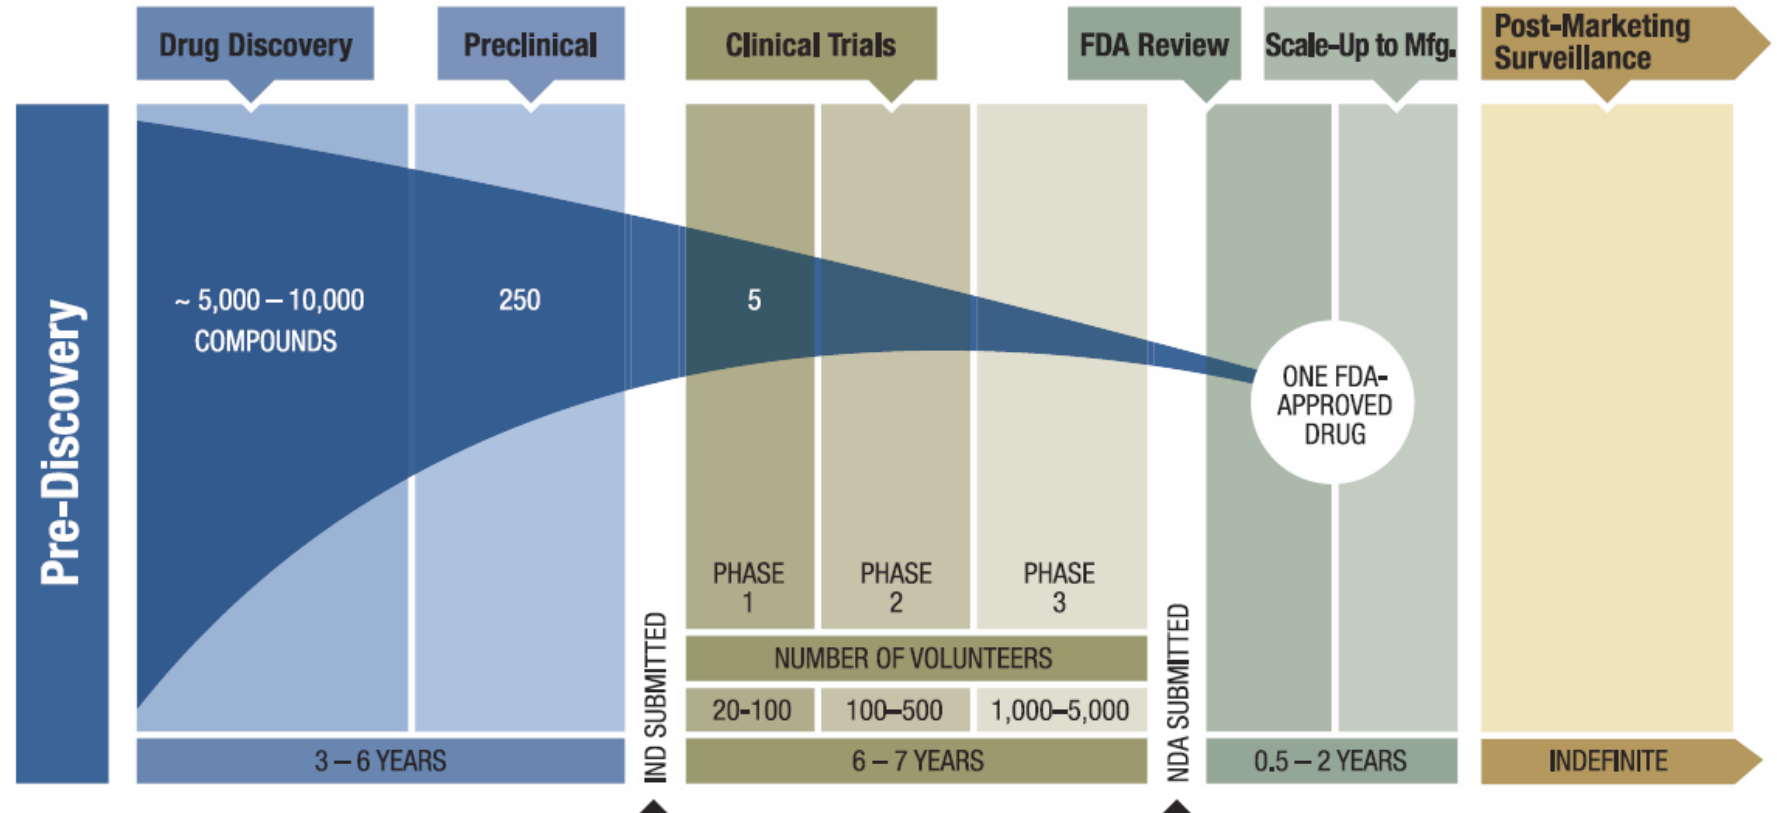 Drug Discovery
Preclinical
Clinical Trials
FDA Review
Scale-Up to Mfg.
Post-Marketing
Surveillance
Pre-Discovery
~ 5,000 – 10,000
COMPOUNDS
250
5
ONE FDA-
APPROVED
DRUG
PHASE
1
PHASE
2
PHASE
3
IND SUBMITTED
NUMBER OF VOLUNTEERS
20-100
100–500
1,000–5,000
NDA SUBMITTED
3 – 6 YEARS
6 – 7 YEARS
0.5 – 2 YEARS
INDEFINITE